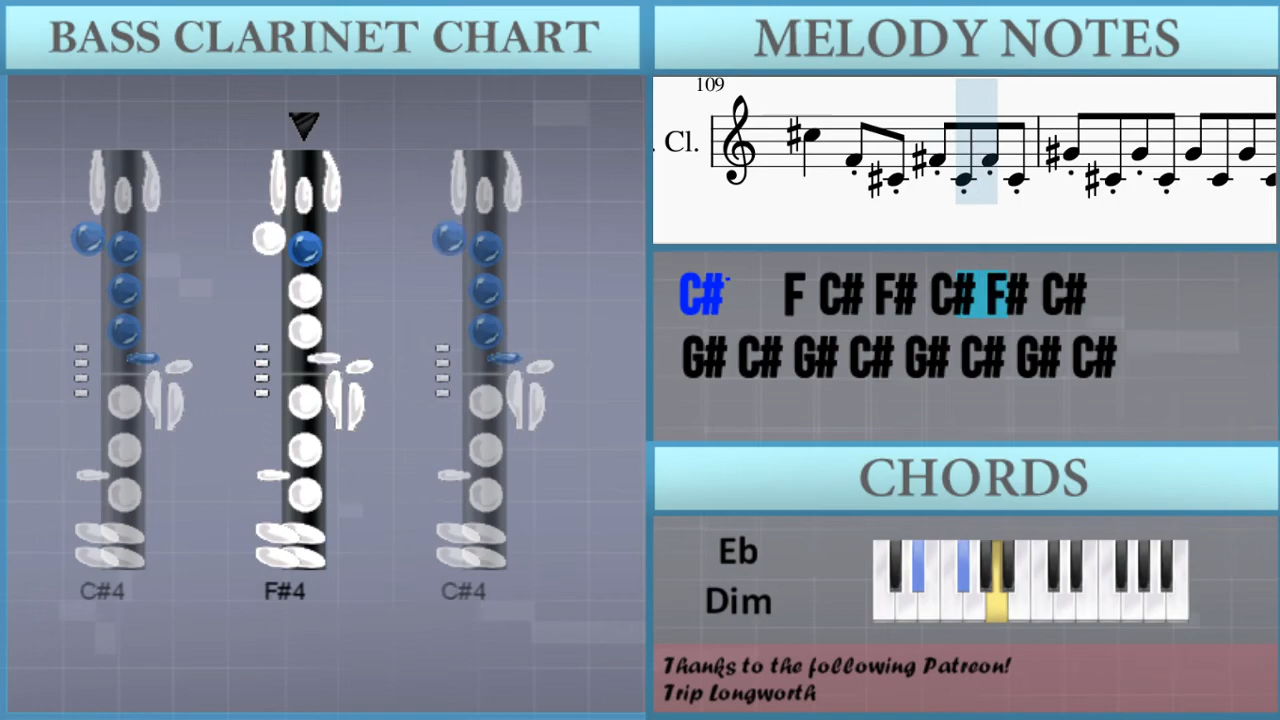 BASS CLARINET CHART
C#4
F#4
C#4
MELODY NOTES
109
. Cl.
C# F C# F# C# F# C#
G# C# G# C# G# C# G# C#
CHORDS
Eb
Dim
Thanks to the following Patreon!
Trip Longworth